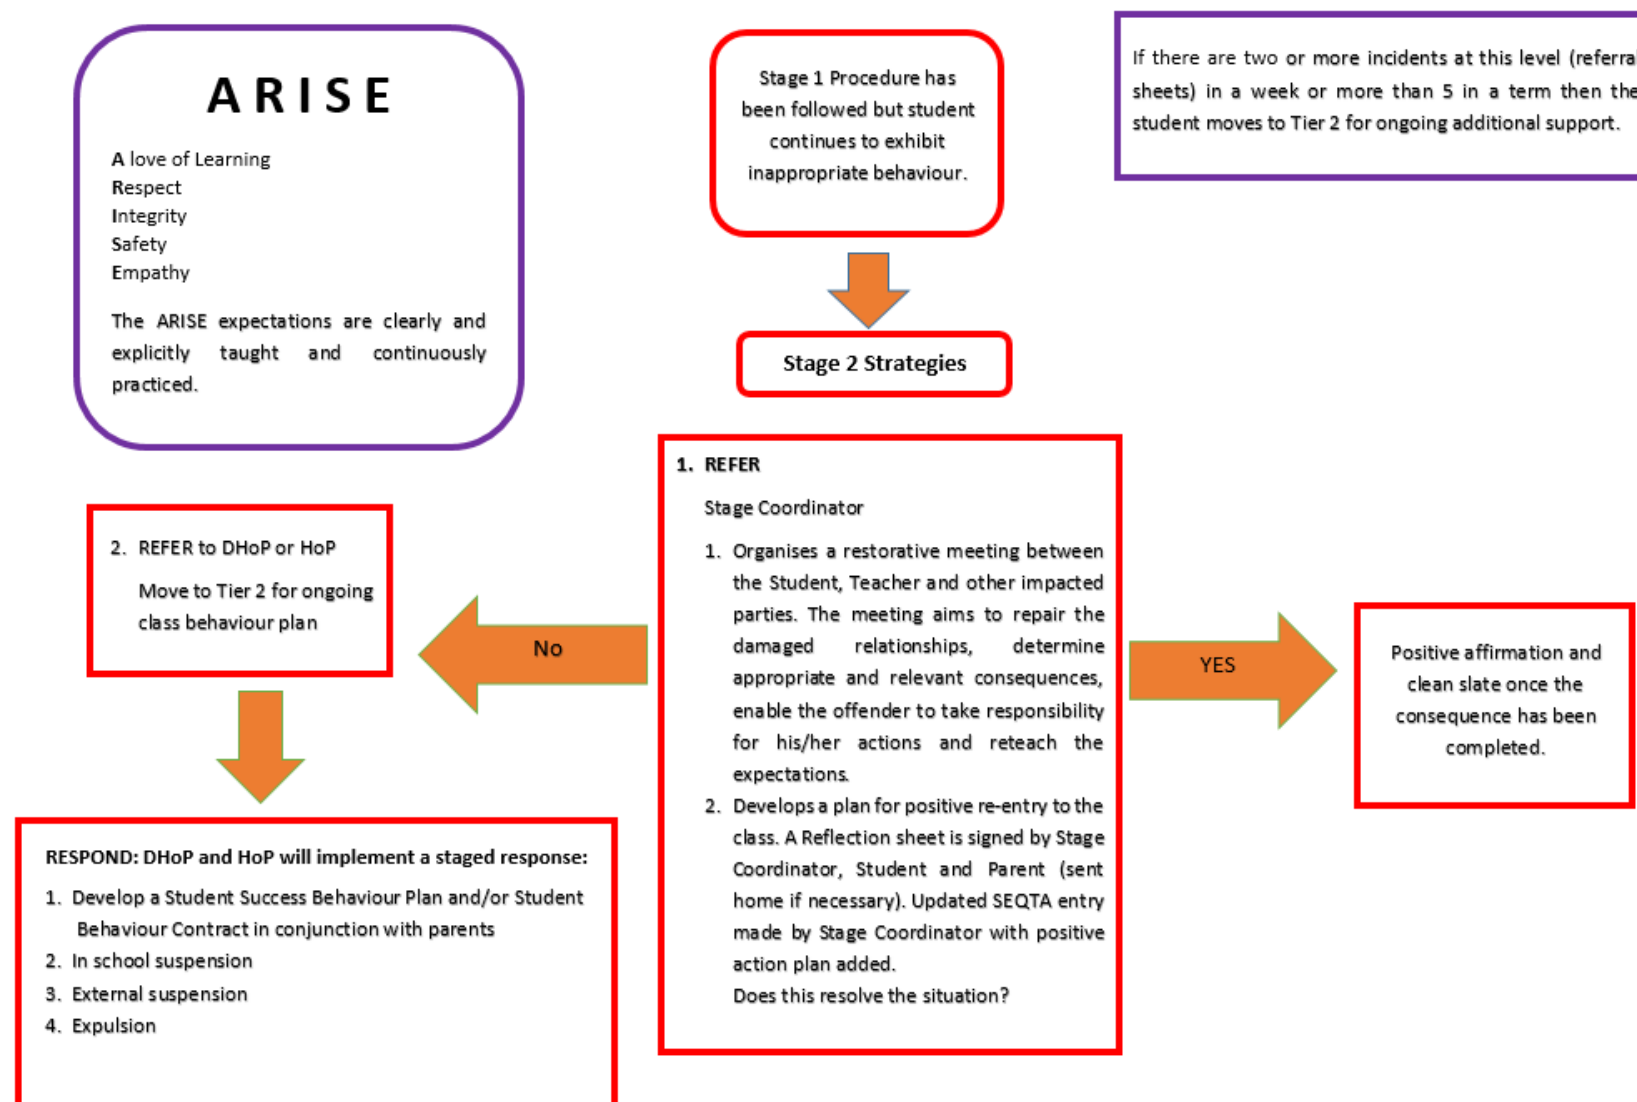 A R I S E
A love of Learning
Respect
Integrity
Safety
Empathy
The ARISE expectations are clearly and
explicitly taught and continuously
practiced.
Stage 1 Procedure has
been followed but student
continues to exhibit
inappropriate behaviour.
If there are two or more incidents at this level (referral
sheets) in a week or more than 5 in a term then the
student moves to Tier 2 for ongoing additional support.
Stage 2 Strategies
1. REFER
Stage Coordinator
1. Organises a restorative meeting between
the Student, Teacher and other impacted
parties. The meeting aims to repair the
damaged relationships, determine
appropriate and relevant consequences,
enable the offender to take responsibility
for his/her actions and reteach the
expectations.
2. Develops a plan for positive re-entry to the
class. A Reflection sheet is signed by Stage
Coordinator, Student and Parent (sent
home if necessary). Updated SEQTA entry
made by Stage Coordinator with positive
action plan added.
Does this resolve the situation?
No
YES
2. REFER to DHoP or HoP
Move to Tier 2 for ongoing
class behaviour plan
Positive affirmation and
clean slate once the
consequence has been
completed.
RESPOND: DHoP and HoP will implement a staged response:
1. Develop a Student Success Behaviour Plan and/or Student
Behaviour Contract in conjunction with parents
2. In school suspension
3. External suspension
4. Expulsion